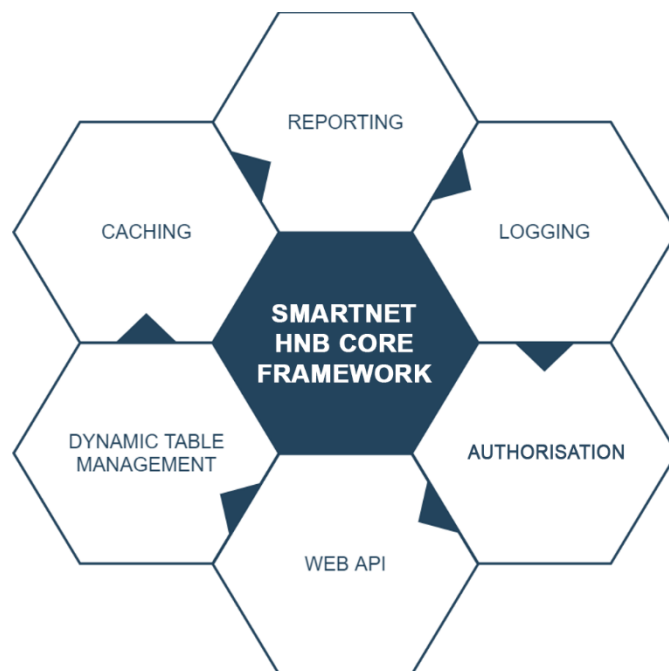 REPORTING
CACHING
LOGGING
SMARTNET
HNB CORE
FRAMEWORK
DYNAMIC TABLE
MANAGEMENT
AUTHORISATION
WEB API